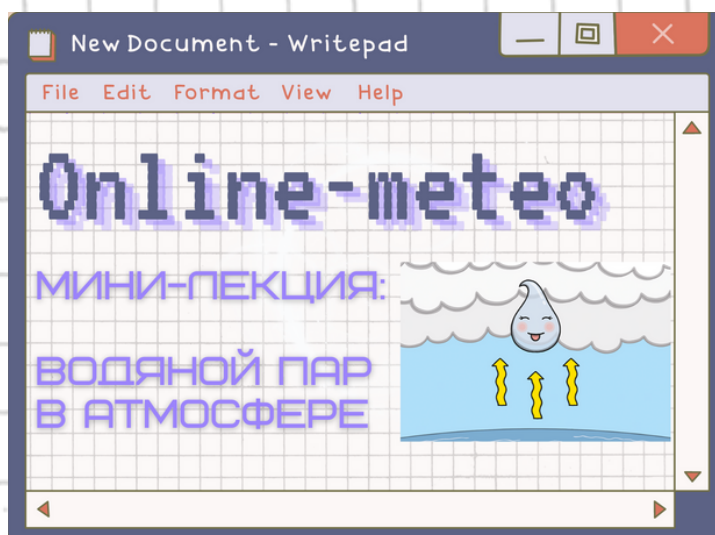 New Document - Writepad
File Edit Format View Help
Online-meteo
МИНИ-ЛЕКЦИЯ:
ВОДЯНОЙ ПАР
В АТМОСФЕРЕ